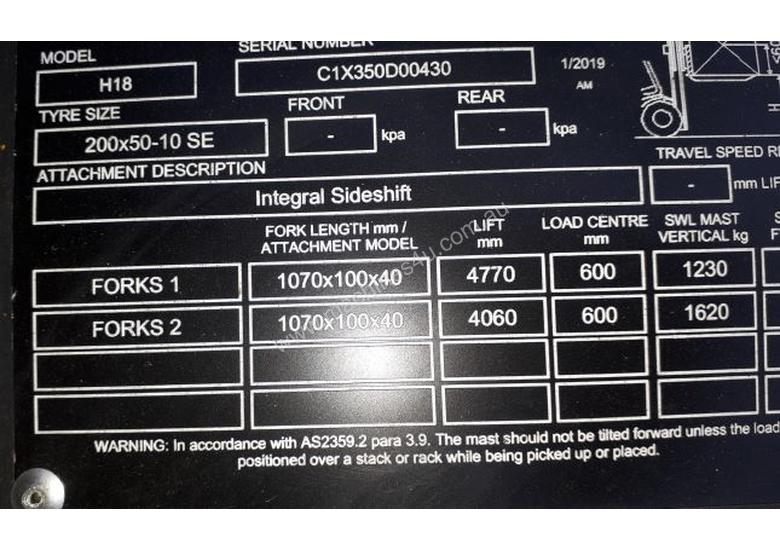 MODEL
SERIAL NUMBER
H18
C1X350D00430
1/2019
AM
TYRE SIZE
FRONT
REAR
200x50-10 SE
- kpa
- kpa
ATTACHMENT DESCRIPTION
TRAVEL SPEED
Integral Sideshift
- mm
FORK LENGTH mm / ATTACHMENT MODEL
LIFT mm
LOAD CENTRE mm
SWL MAST VERTICAL kg
FORKS 1 1070x100x40 4770 600 1230
FORKS 2 1070x100x40 4060 600 1620
WARNING: In accordance with AS2359.2 para 3.9. The mast should not be tilted forward unless the load
positioned over a stack or rack while being picked up or placed.